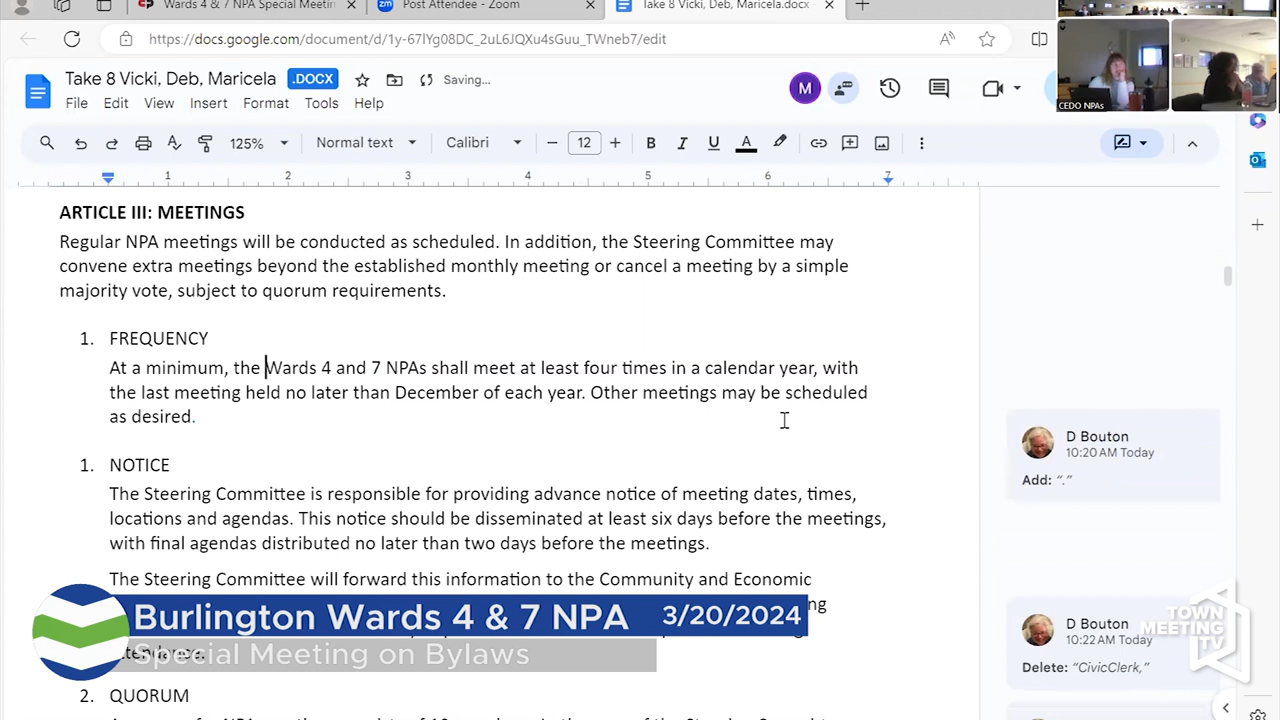 Wards 4 & 7 NPA Special Meetin
Post Attendee - Zoom
Take 8 Vicki, Deb, Maricela.docx
https://docs.google.com/document/d/1y-67lYg08DC_2uL6JQXu4sGuu_TWneb7/edit
Take 8 Vicki, Deb, Maricela .DOCX
Saving...
File Edit View Insert Format Tools Help
M
CEDO NPAs
125% Normal text Calibri 12 B I U A
1 2 3 4 5 6 7
ARTICLE III: MEETINGS
Regular NPA meetings will be conducted as scheduled. In addition, the Steering Committee may
convene extra meetings beyond the established monthly meeting or cancel a meeting by a simple
majority vote, subject to quorum requirements.
1. FREQUENCY
At a minimum, the Wards 4 and 7 NPAs shall meet at least four times in a calendar year, with
the last meeting held no later than December of each year. Other meetings may be scheduled
as desired.
D Bouton
10:20 AM Today
Add: “.”
1. NOTICE
The Steering Committee is responsible for providing advance notice of meeting dates, times,
locations and agendas. This notice should be disseminated at least six days before the meetings,
with final agendas distributed no later than two days before the meetings.
The Steering Committee will forward this information to the Community and Economic
Burlington Wards 4 & 7 NPA 3/20/2024
Special Meeting on Bylaws
D Bouton
10:22 AM Today
Delete: “CivicClerk,”
TOWN
MEETING
TV
2. QUORUM